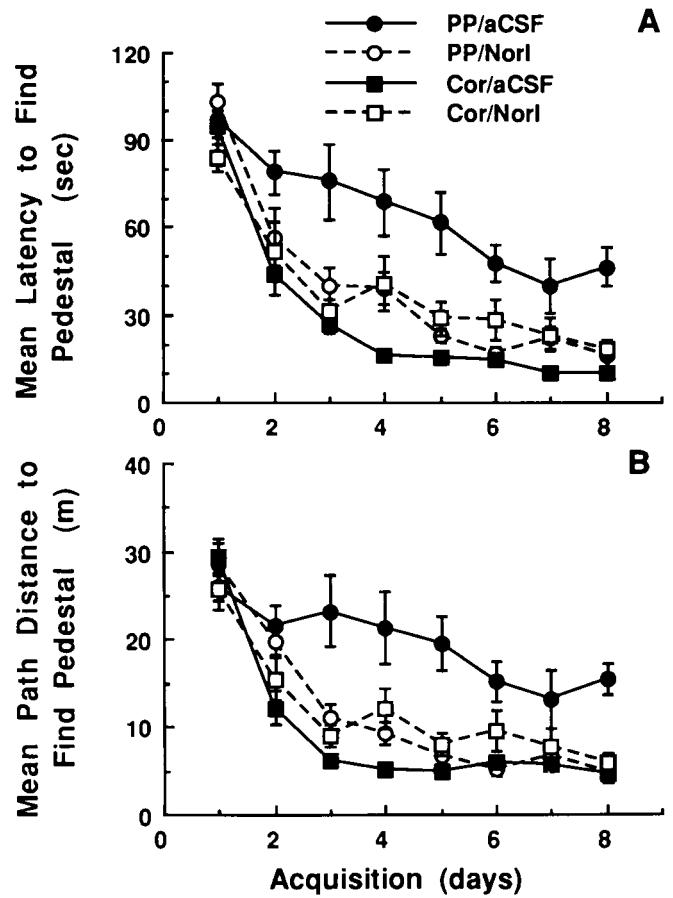 A
PP/aCSF
PP/NorI
Cor/aCSF
Cor/NorI
Mean Latency to Find
Pedestal (sec)
120
90
60
30
0
0
2
4
6
8
B
Mean Path Distance to
Find Pedestal (m)
40
30
20
10
0
0
2
4
6
8
Acquisition (days)